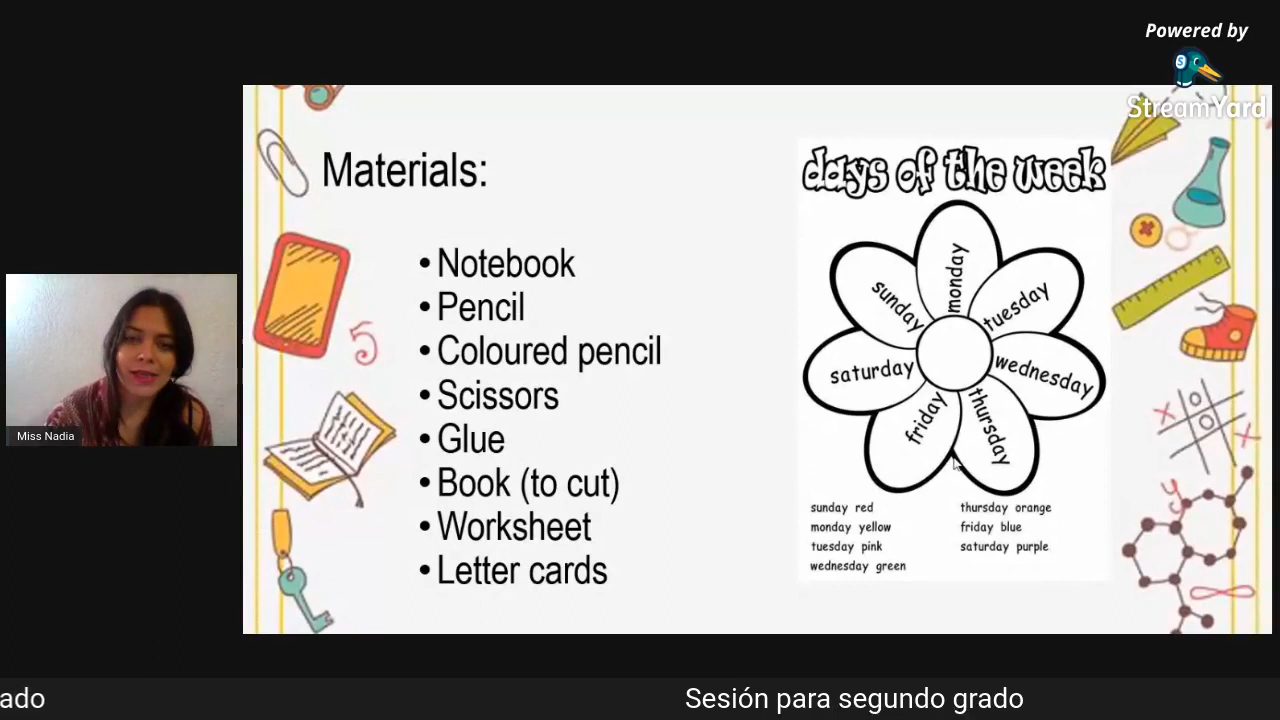 Powered by
StreamYard
Materials:
• Notebook
• Pencil
• Coloured pencil
• Scissors
• Glue
• Book (to cut)
• Worksheet
• Letter cards
5
days of the week
monday
tuesday
wednesday
thursday
friday
saturday
sunday
sunday red
monday yellow
tuesday pink
wednesday green
thursday orange
friday blue
saturday purple
Miss Nadia
ado
Sesión para segundo grado